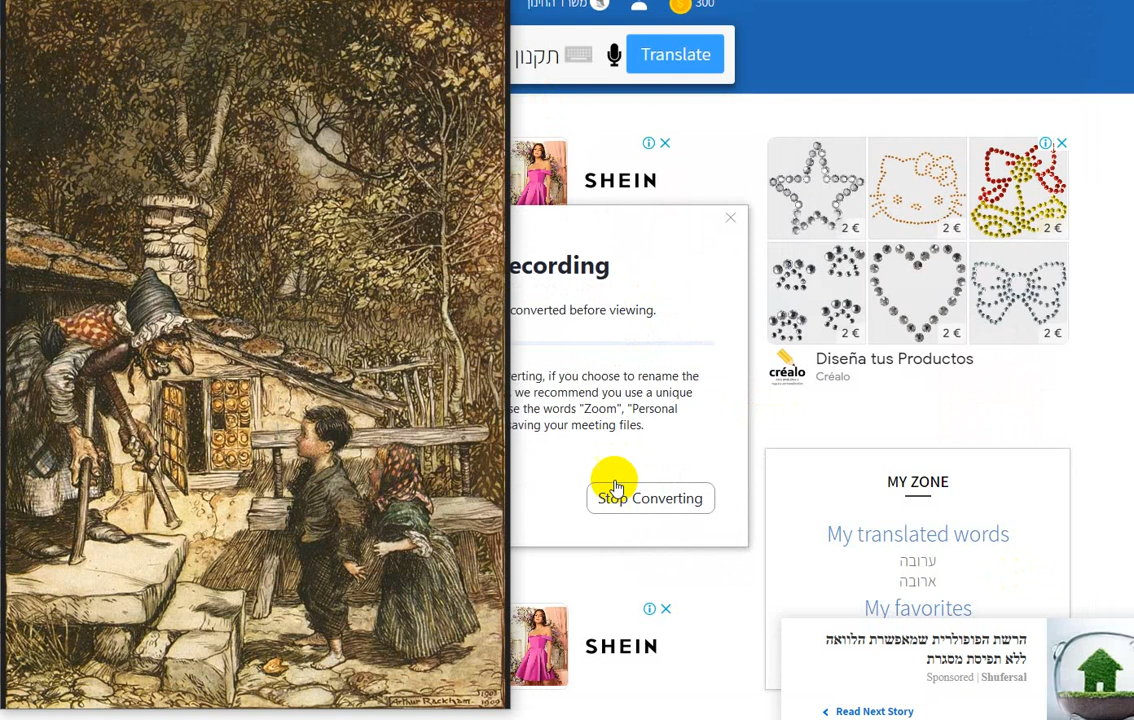 משרד החינוך
300
תקנון
Translate
SHEIN
ecording
converted before viewing.
erting, if you choose to rename the
, we recommend you use a unique
se the words "Zoom", "Personal
saving your meeting files.
Stop Converting
SHEIN
2 €
2 €
2 €
2 €
2 €
2 €
créalo
Diseña tus Productos
Créalo
MY ZONE
My translated words
ערובה
ארובה
My favorites
הרשת הפופולרית שמאפשרת הלוואה
ללא תפיסת מסגרת
Sponsored | Shufersal
Read Next Story
Arthur Rackham
1909